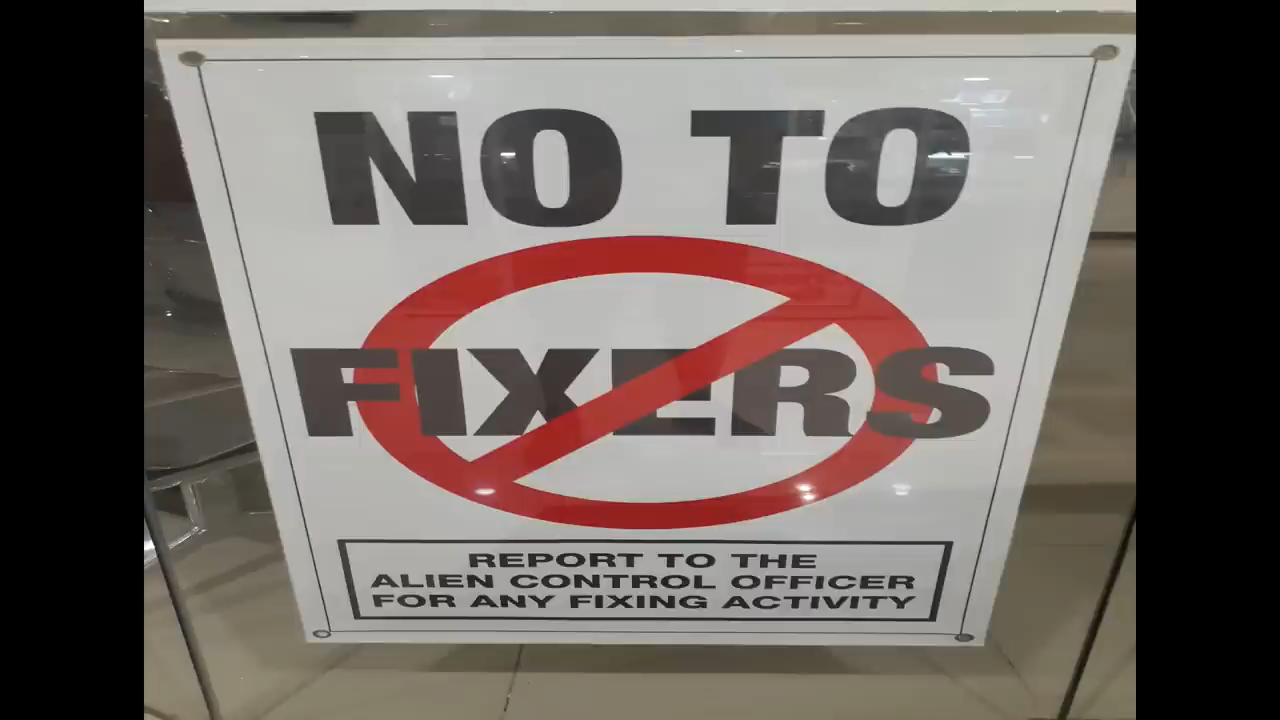 NO TO
FIXERS
REPORT TO THE
ALIEN CONTROL OFFICER
FOR ANY FIXING ACTIVITY